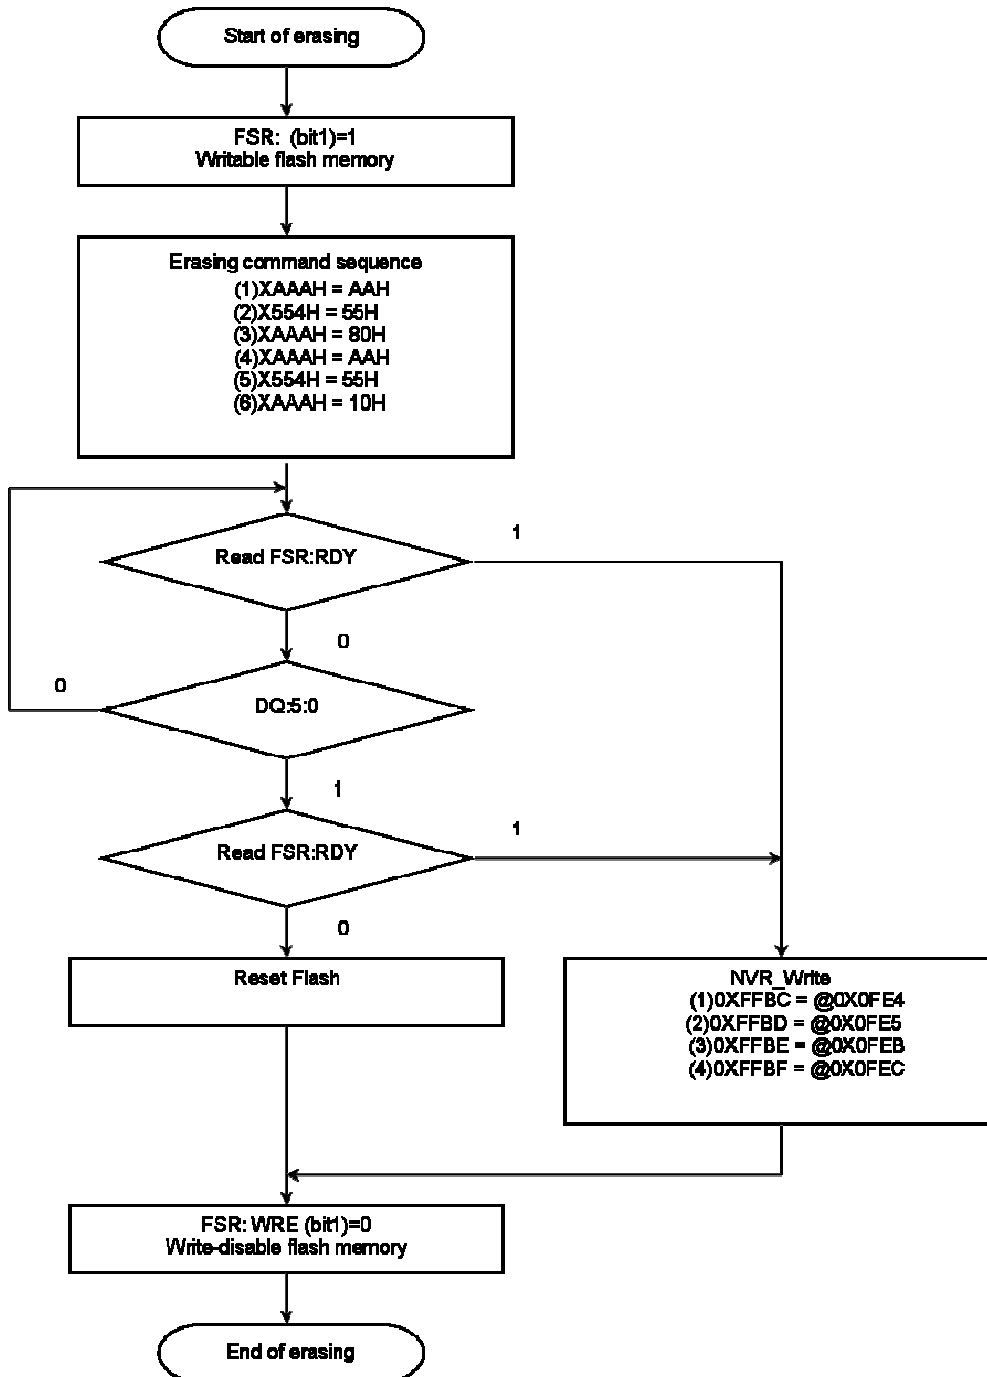 Start of erasing
FSR: (bit1)=1
Writable flash memory
Erasing command sequence
(1)XAAAH = AAH
(2)X554H = 55H
(3)XAAAH = 80H
(4)XAAAH = AAH
(5)X554H = 55H
(6)XAAAH = 10H
Read FSR:RDY
1
0
DQ:5:0
0
1
Read FSR:RDY
1
0
Reset Flash
NVR_Write
(1)0XFFBC = @0X0FE4
(2)0XFFBD = @0X0FE5
(3)0XFFBE = @0X0FEB
(4)0XFFBF = @0X0FEC
FSR: WRE (bit1)=0
Write-disable flash memory
End of erasing